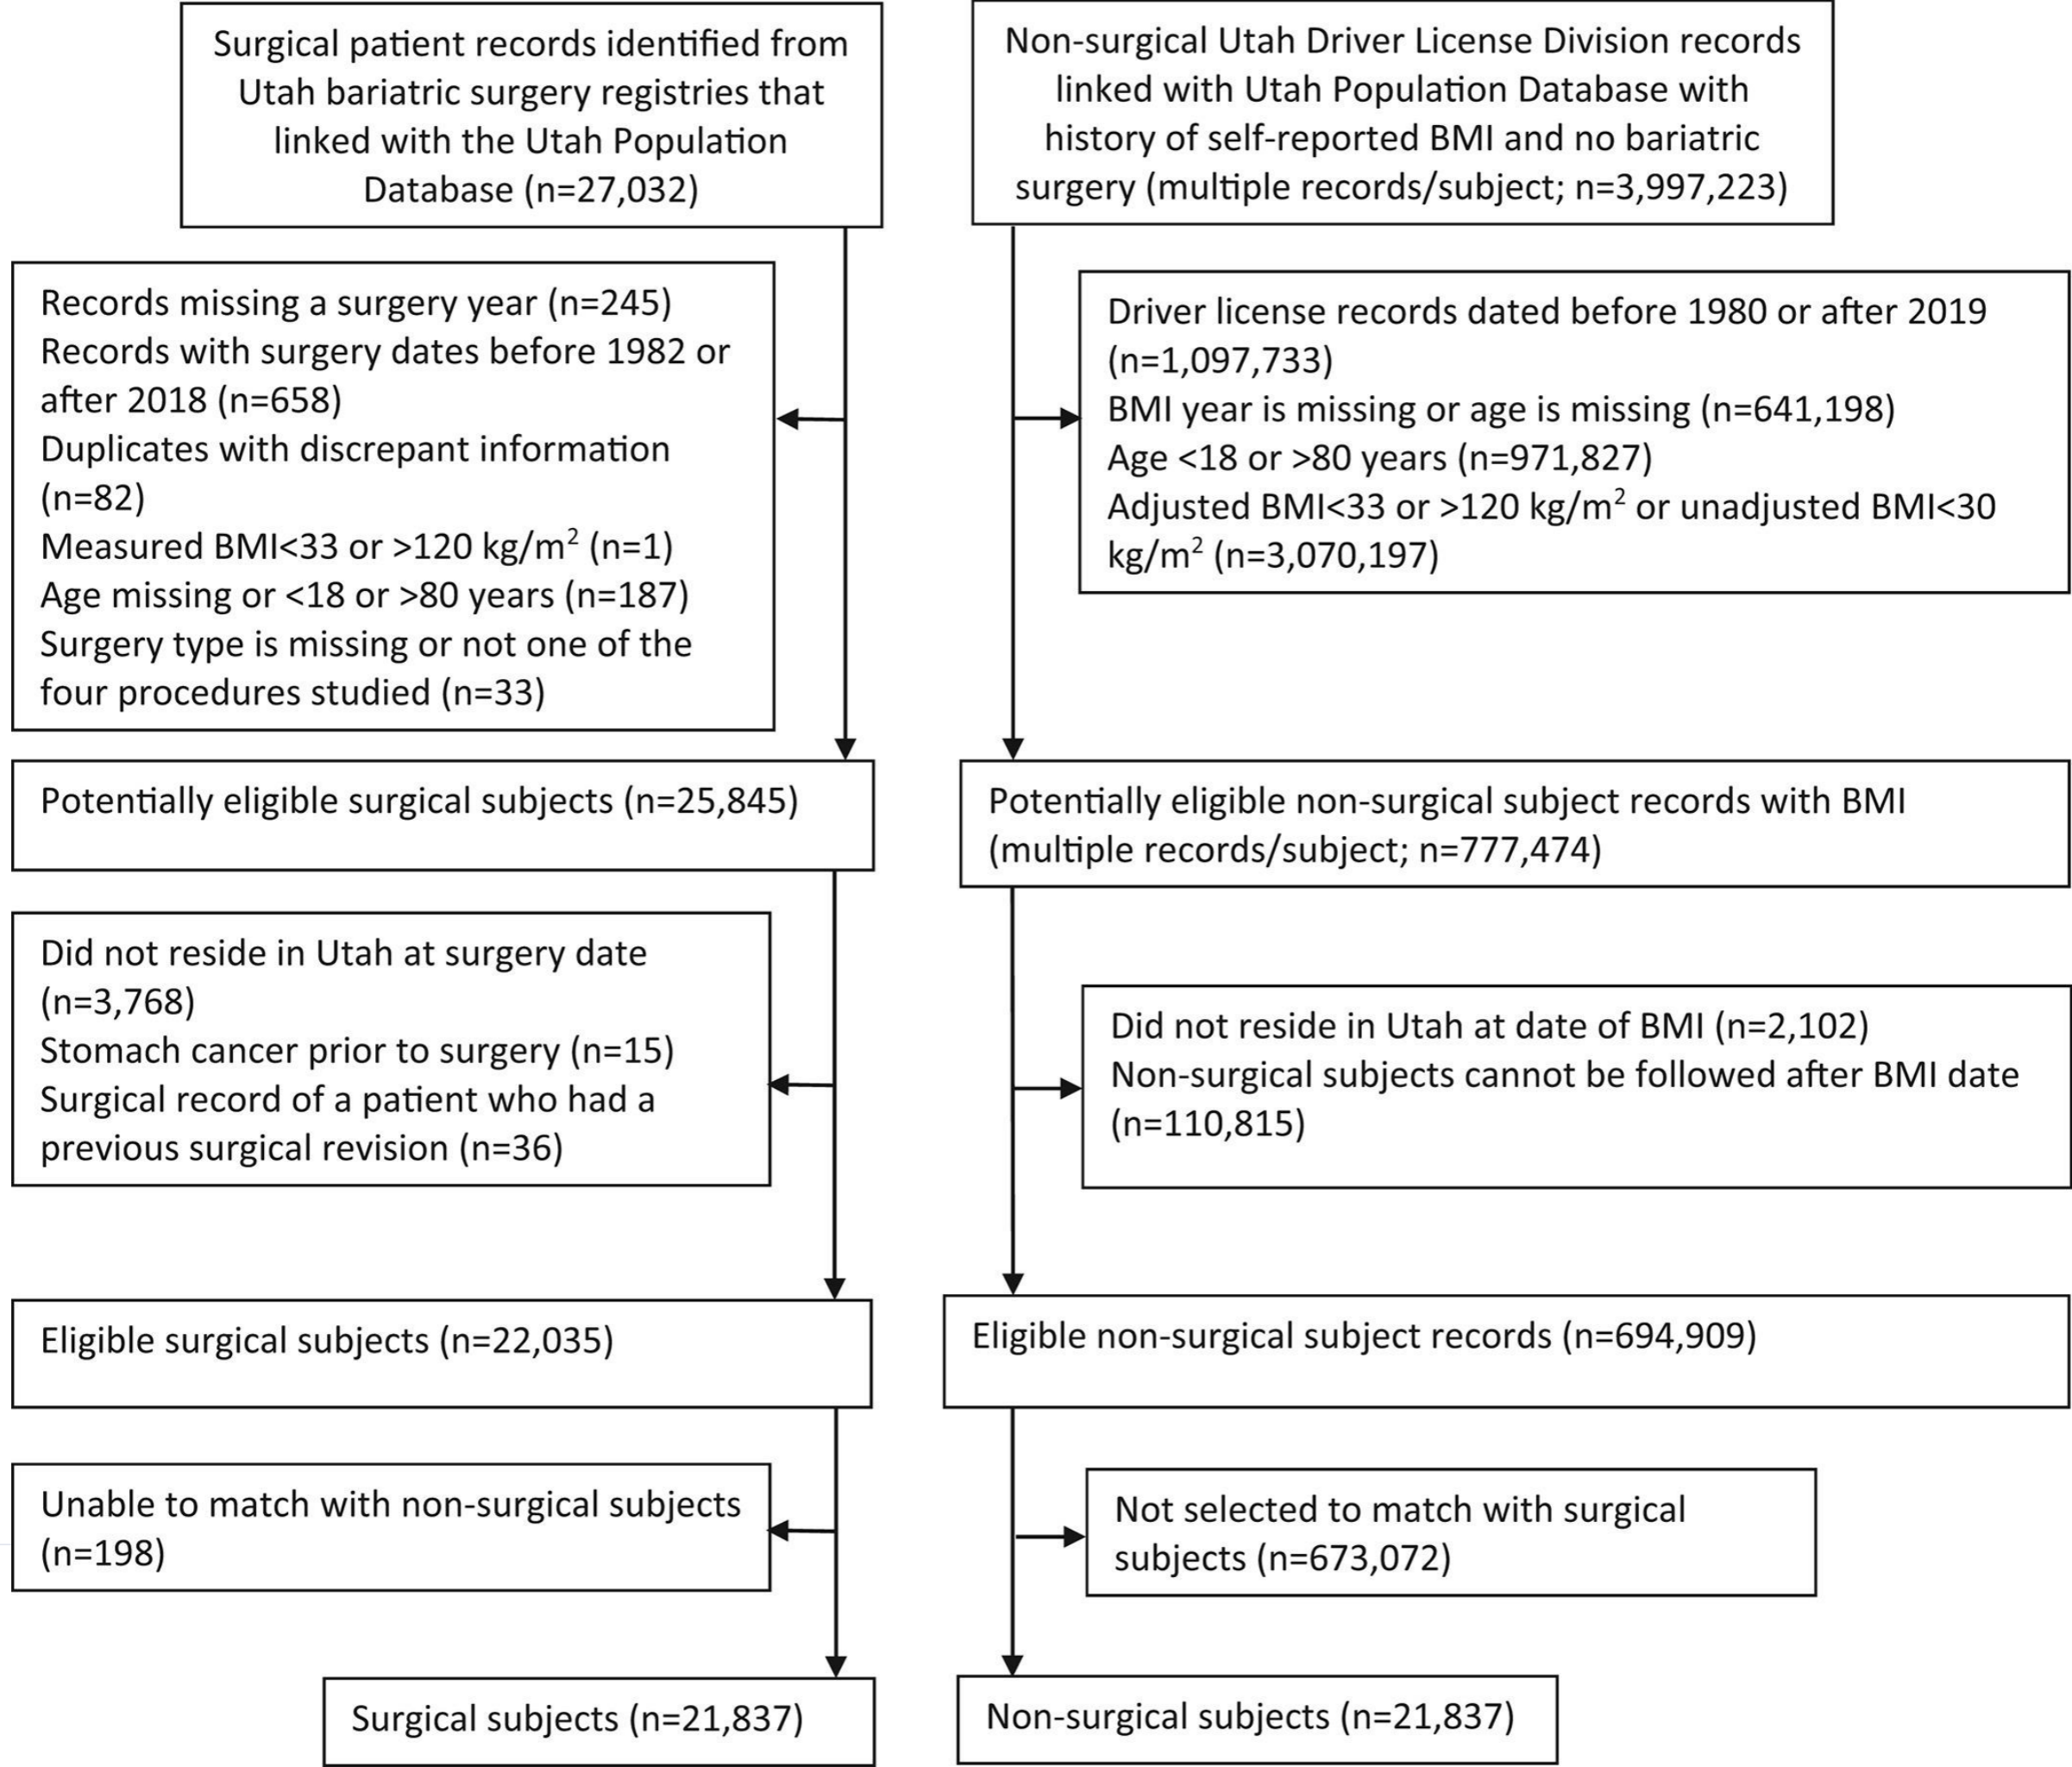 Surgical patient records identified from
Utah bariatric surgery registries that
linked with the Utah Population
Database (n=27,032)
Non-surgical Utah Driver License Division records
linked with Utah Population Database with
history of self-reported BMI and no bariatric
surgery (multiple records/subject; n=3,997,223)
Records missing a surgery year (n=245)
Records with surgery dates before 1982 or
after 2018 (n=658)
Duplicates with discrepant information
(n=82)
Measured BMI<33 or >120 kg/m² (n=1)
Age missing or <18 or >80 years (n=187)
Surgery type is missing or not one of the
four procedures studied (n=33)
Driver license records dated before 1980 or after 2019
(n=1,097,733)
BMI year is missing or age is missing (n=641,198)
Age <18 or >80 years (n=971,827)
Adjusted BMI<33 or >120 kg/m² or unadjusted BMI<30
kg/m² (n=3,070,197)
Potentially eligible surgical subjects (n=25,845)
Potentially eligible non-surgical subject records with BMI
(multiple records/subject; n=777,474)
Did not reside in Utah at surgery date
(n=3,768)
Stomach cancer prior to surgery (n=15)
Surgical record of a patient who had a
previous surgical revision (n=36)
Did not reside in Utah at date of BMI (n=2,102)
Non-surgical subjects cannot be followed after BMI date
(n=110,815)
Eligible surgical subjects (n=22,035)
Eligible non-surgical subject records (n=694,909)
Unable to match with non-surgical subjects
(n=198)
Not selected to match with surgical
subjects (n=673,072)
Surgical subjects (n=21,837)
Non-surgical subjects (n=21,837)